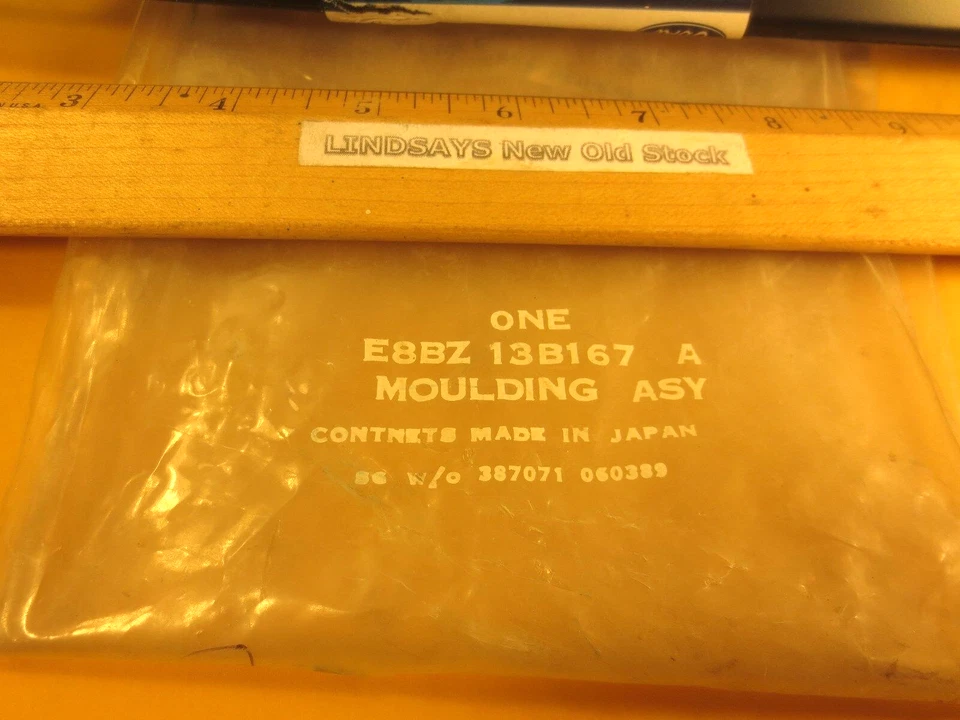 3 4 5 6 7 8 9
LINDSAYS New Old Stock
ONE
E8BZ 13B167 A
MOULDING ASY
CONTNETS MADE IN JAPAN
W/O 387071 060389